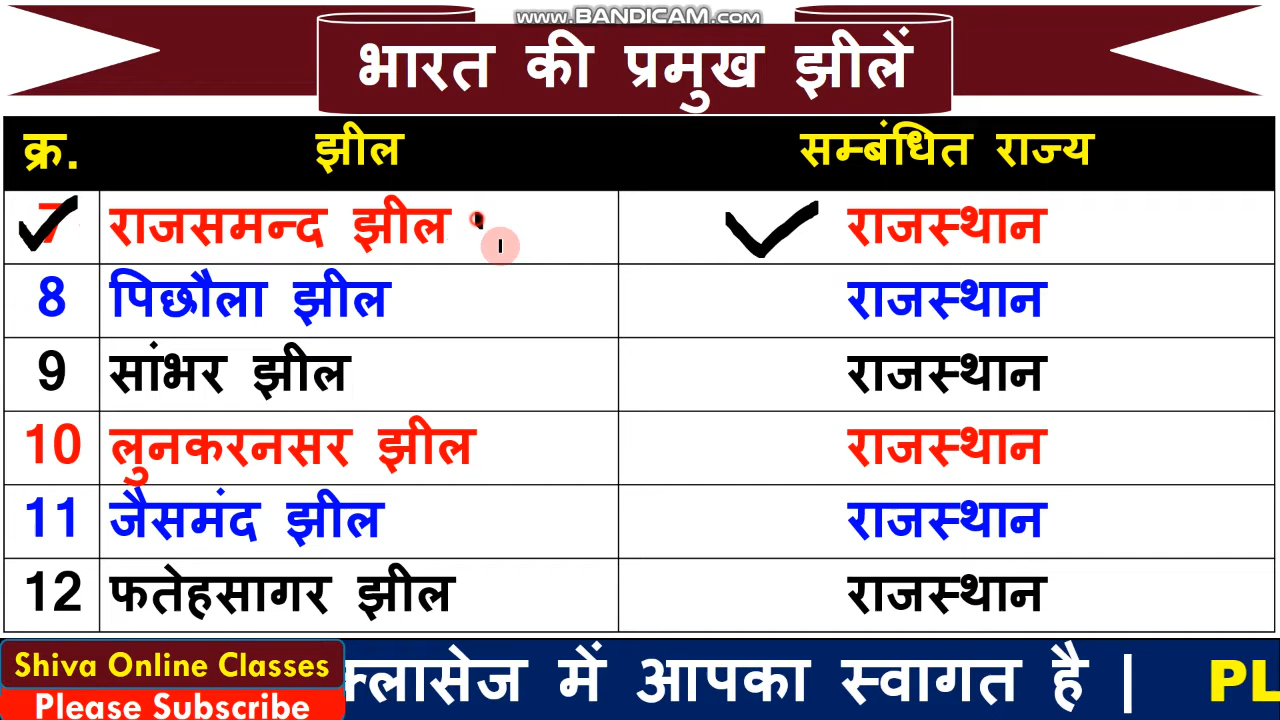 www.BANDICAM.com
भारत की प्रमुख झीलें
क्र. झील सम्बंधित राज्य
7 राजसमन्द झील राजस्थान
8 पिछौला झील राजस्थान
9 सांभर झील राजस्थान
10 लुनकरनसर झील राजस्थान
11 जैसमंद झील राजस्थान
12 फतेहसागर झील राजस्थान
Shiva Online Classes
Please Subscribe
क्लासेज में आपका स्वागत है | PL